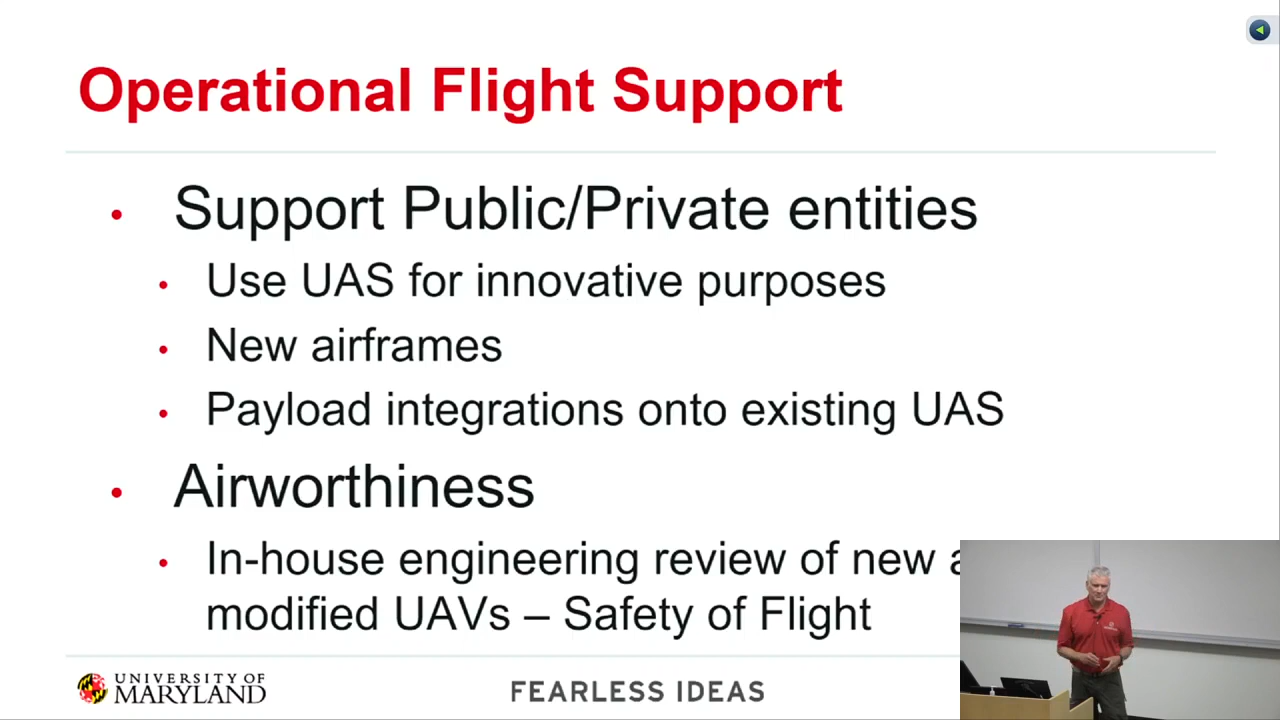 Operational Flight Support
• Support Public/Private entities
• Use UAS for innovative purposes
• New airframes
• Payload integrations onto existing UAS
• Airworthiness
• In-house engineering review of new
modified UAVs – Safety of Flight
UNIVERSITY OF
MARYLAND
FEARLESS IDEAS